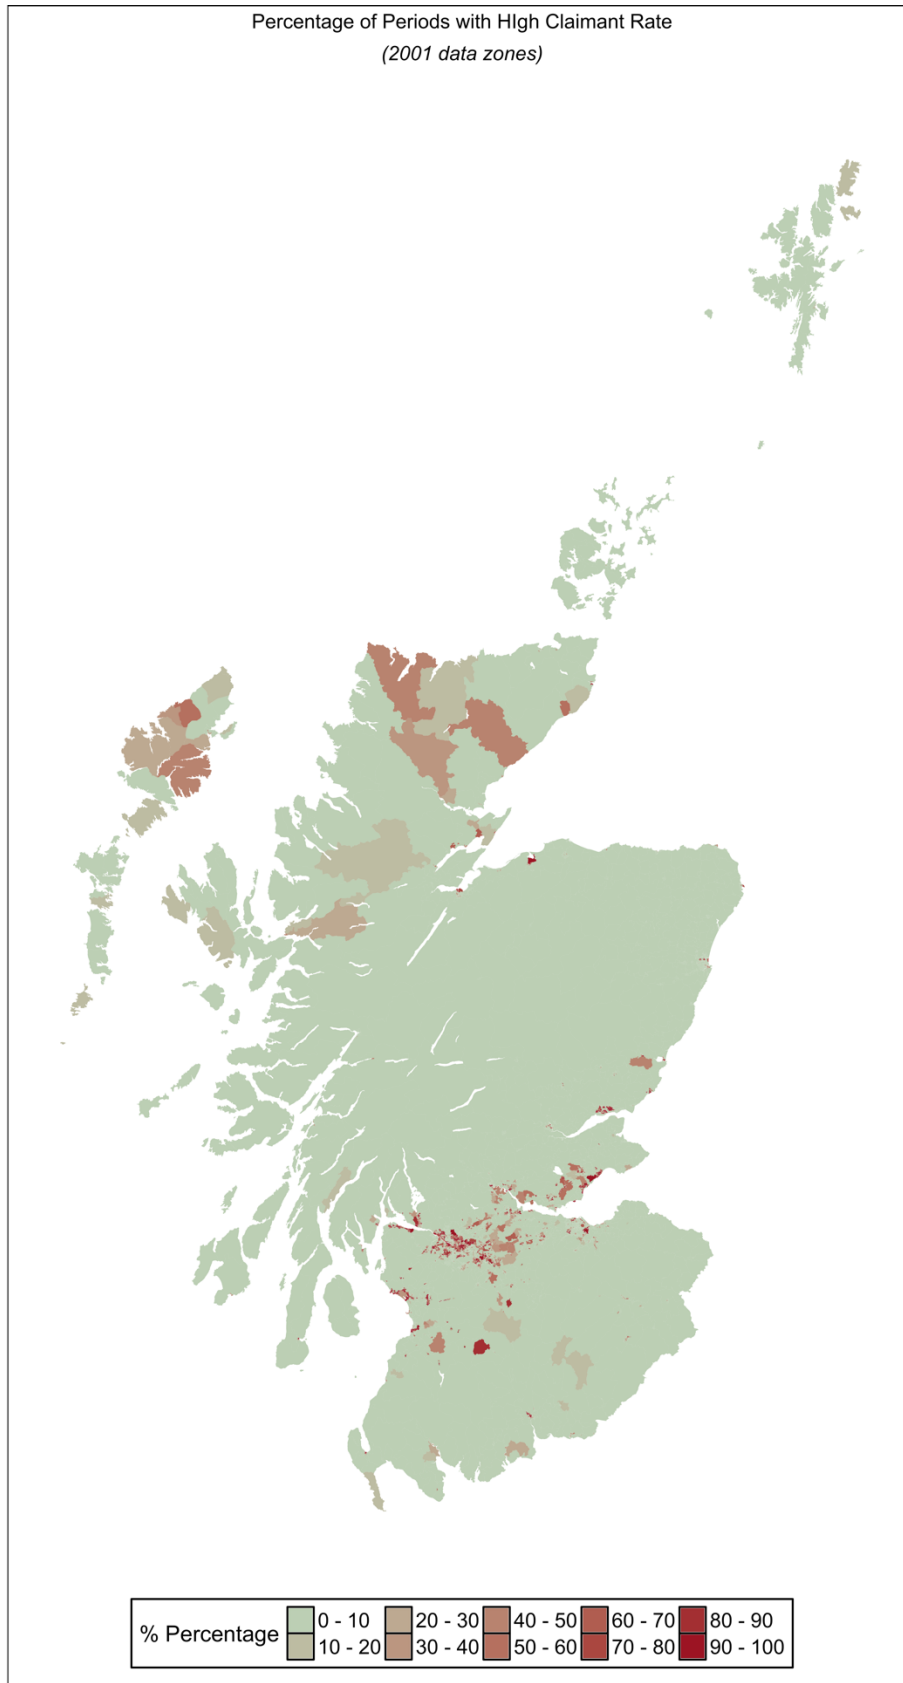 Percentage of Periods with HIgh Claimant Rate
(2001 data zones)
% Percentage
0 - 10
10 - 20
20 - 30
30 - 40
40 - 50
50 - 60
60 - 70
70 - 80
80 - 90
90 - 100